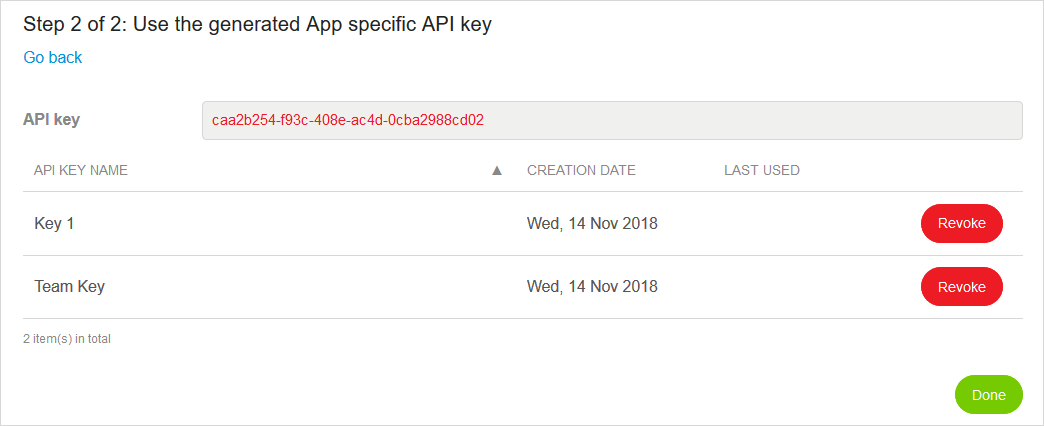 Step 2 of 2: Use the generated App specific API key
Go back
API key caa2b254-f93c-408e-ac4d-0cba2988cd02
API KEY NAME ▲ CREATION DATE LAST USED
Key 1 Wed, 14 Nov 2018 Revoke
Team Key Wed, 14 Nov 2018 Revoke
2 item(s) in total
Done